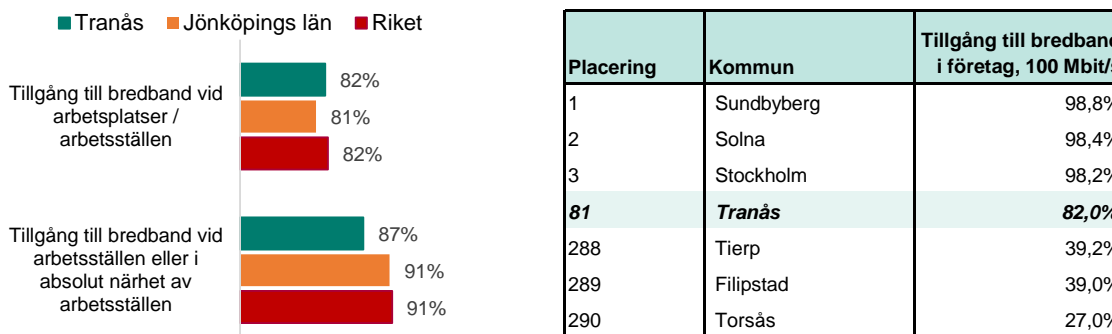 Tranås Jönköpings län Riket
Tillgång till bredband vid
arbetsplatser /
arbetsställen
82%
81%
82%
Tillgång till bredband vid
arbetsställen eller i
absolut närhet av
arbetsställen
87%
91%
91%
Placering Kommun Tillgång till bredband
i företag, 100 Mbit/s
1 Sundbyberg 98,8%
2 Solna 98,4%
3 Stockholm 98,2%
81 Tranås 82,0%
288 Tierp 39,2%
289 Filipstad 39,0%
290 Torsås 27,0%